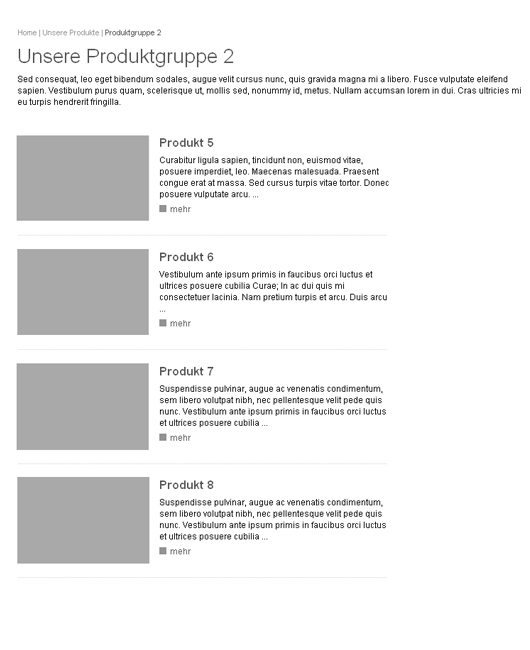 Home | Unsere Produkte | Produktgruppe 2
Unsere Produktgruppe 2
Sed consequat, leo eget bibendum sodales, augue velit cursus nunc, quis gravida magna mi a libero. Fusce vulputate eleifend
sapien. Vestibulum purus quam, scelerisque ut, mollis sed, nonummy id, metus. Nullam accumsan lorem in dui. Cras ultricies mi
eu turpis hendrerit fringilla.
Produkt 5
Curabitur ligula sapien, tincidunt non, euismod vitae,
posuere imperdiet, leo. Maecenas malesuada. Praesent
congue erat at massa. Sed cursus turpis vitae tortor. Donec
posuere vulputate arcu. ...
mehr
Produkt 6
Vestibulum ante ipsum primis in faucibus orci luctus et
ultrices posuere cubilia Curae; In ac dui quis mi
consectetuer lacinia. Nam pretium turpis et arcu. Duis arcu
...
mehr
Produkt 7
Suspendisse pulvinar, augue ac venenatis condimentum,
sem libero volutpat nibh, nec pellentesque velit pede quis
nunc. Vestibulum ante ipsum primis in faucibus orci luctus
et ultrices posuere cubilia ...
mehr
Produkt 8
Suspendisse pulvinar, augue ac venenatis condimentum,
sem libero volutpat nibh, nec pellentesque velit pede quis
nunc. Vestibulum ante ipsum primis in faucibus orci luctus
et ultrices posuere cubilia ...
mehr